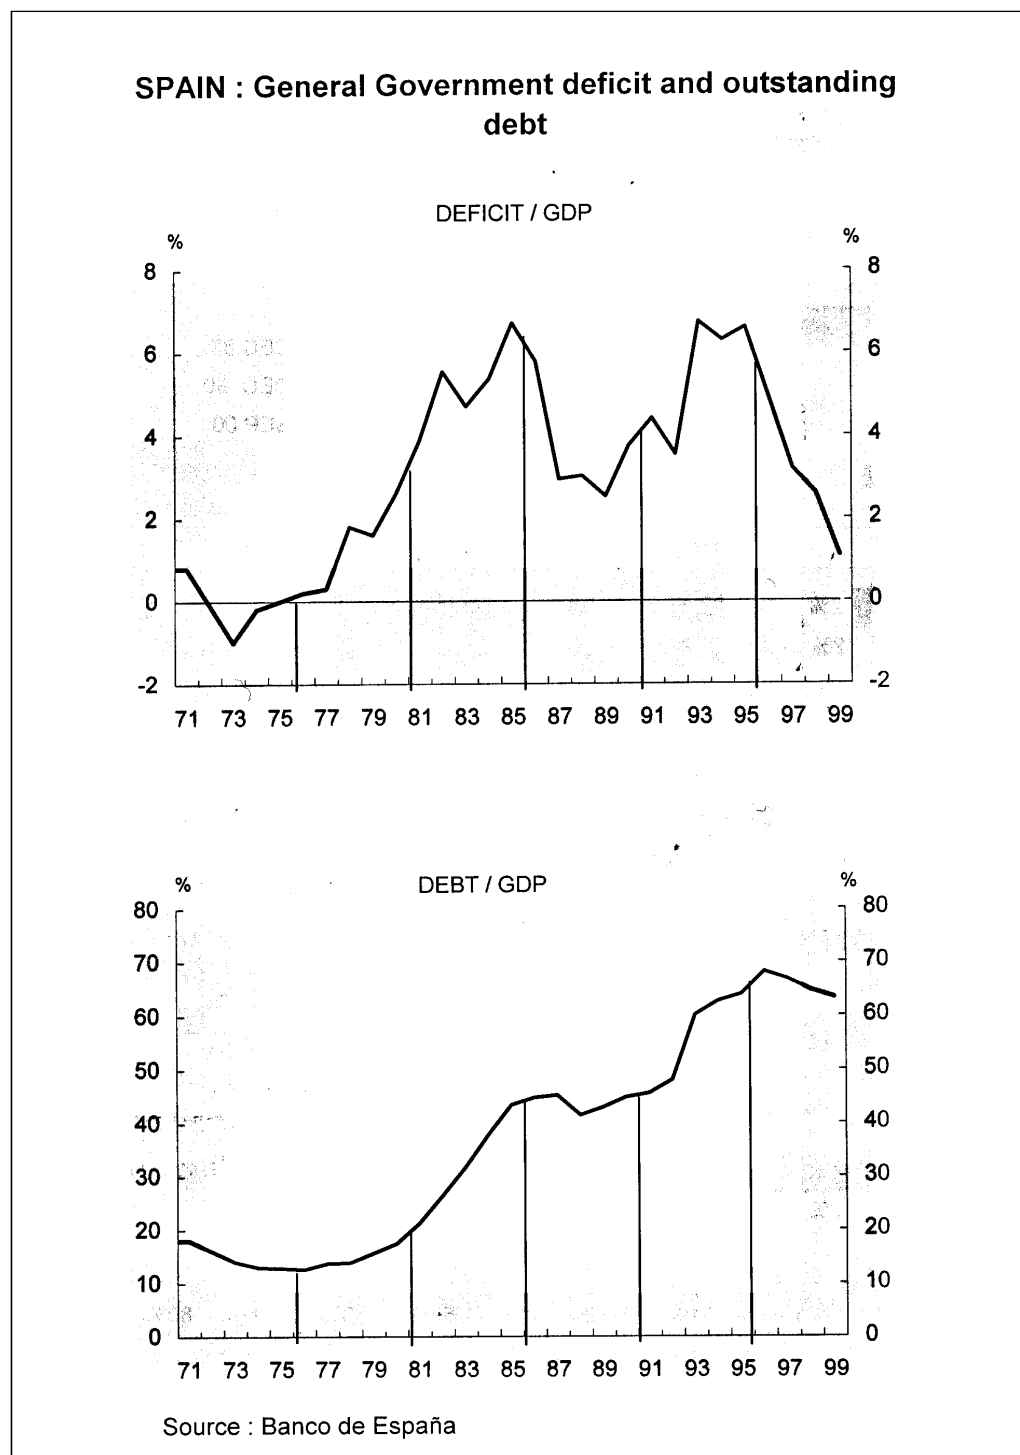 SPAIN : General Government deficit and outstanding
debt
DEFICIT / GDP
% %
8 8
6 6
4 4
2 2
0 0
-2 -2
71 73 75 77 79 81 83 85 87 89 91 93 95 97 99
DEBT / GDP
% %
80 80
70 70
60 60
50 50
40 40
30 30
20 20
10 10
0 0
71 73 75 77 79 81 83 85 87 89 91 93 95 97 99
Source : Banco de España